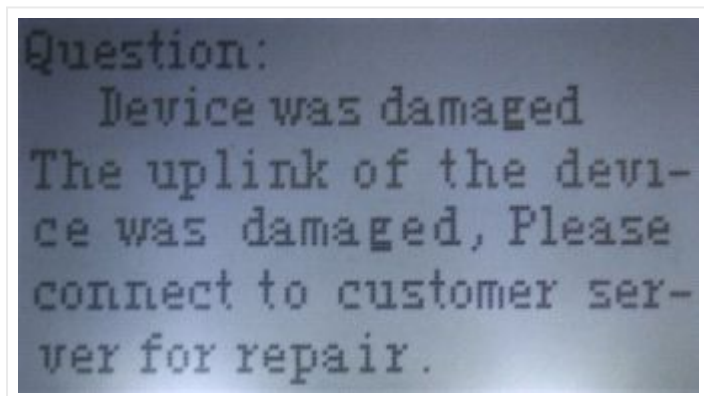 Question:
Device was damaged
The uplink of the devi-
ce was damaged, Please
connect to customer ser-
ver for repair.